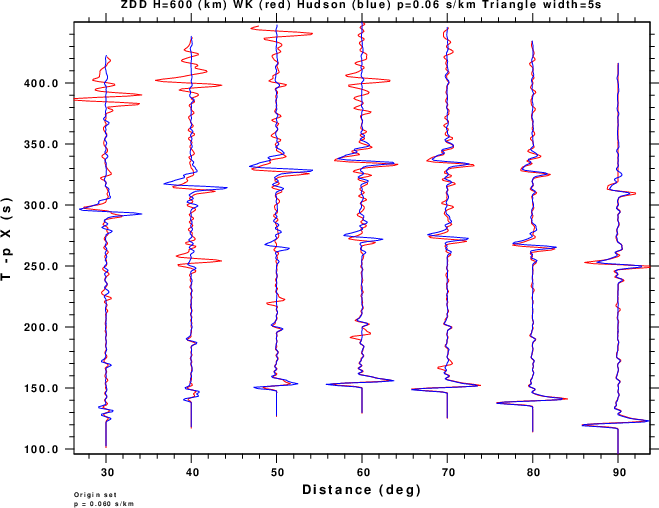 ZDD H=600 (km) WK (red) Hudson (blue) p=0.06 s/km Triangle width=5s
400.0
350.0
300.0
250.0
200.0
150.0
100.0
T -p X (s)
30 40 50 60 70 80 90
Distance (deg)
Origin set
p = 0.060 s/km